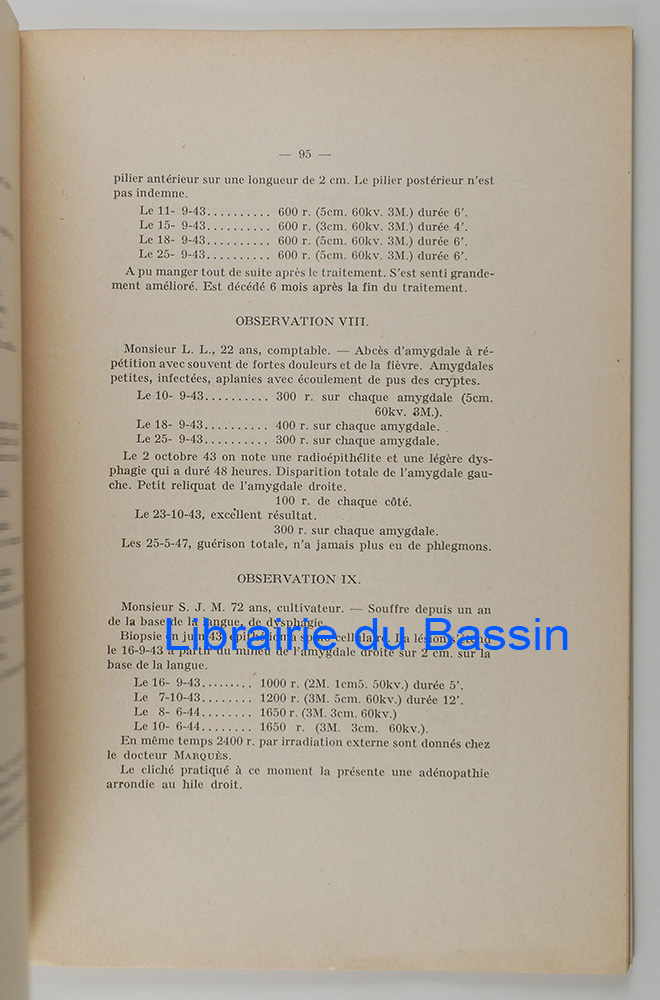 — 95 —
pilier antérieur sur une longueur de 2 cm. Le pilier postérieur n'est
pas indemne.
Le 11- 9-43.......... 600 r. (5cm. 60kv. 3M.) durée 6'.
Le 15- 9-43.......... 600 r. (3cm. 60kv. 3M.) durée 4'.
Le 18- 9-43.......... 600 r. (5cm. 60kv. 3M.) durée 6'.
Le 25- 9-43.......... 600 r. (5cm. 60kv. 3M.) durée 6'.
A pu manger tout de suite après le traitement. S'est senti grande-
ment amélioré. Est décédé 6 mois après la fin du traitement.
OBSERVATION VIII.
Monsieur L. L., 22 ans, comptable. — Abcès d'amygdale à ré-
pétition avec souvent de fortes douleurs et de la fièvre. Amygdales
petites, infectées, aplanies avec écoulement de pus des cryptes.
Le 10- 9-43.......... 300 r. sur chaque amygdale (5cm.
60kv. 3M.).
Le 18- 9-43.......... 400 r. sur chaque amygdale.
Le 25- 9-43.......... 300 r. sur chaque amygdale.
Le 2 octobre 43 on note une radioépithélite et une légère dys-
phagie qui a duré 48 heures. Disparition totale de l'amygdale gau-
che. Petit reliquat de l'amygdale droite.
100 r. de chaque côté.
Le 23-10-43, excellent résultat.
300 r. sur chaque amygdale.
Les 25-5-47, guérison totale, n'a jamais plus eu de phlegmons.
OBSERVATION IX.
Monsieur S. J. M. 72 ans, cultivateur. — Souffre depuis un an
de la base de la langue, de dysphagie.
Librairie du Bassin
Biopsie en juin 43, épithélioma spino cellulaire. La lésion s'étend
le 16-9-43 à partir du milieu de l'amygdale droite sur 2 cm. sur la
base de la langue.
Le 16- 9-43........ 1000 r. (2M. 1cm5. 50kv.) durée 5'.
Le 7-10-43........ 1200 r. (3M. 5cm. 60kv.) durée 12'.
Le 8- 6-44........ 1650 r. (3M. 3cm. 60kv.)
Le 10- 6-44........ 1650 r. (3M. 3cm. 60kv.).
En même temps 2400 r. par irradiation externe sont donnés chez
le docteur MARQUÈS.
Le cliché pratiqué à ce moment la présente une adénopathie
arrondie au hile droit.